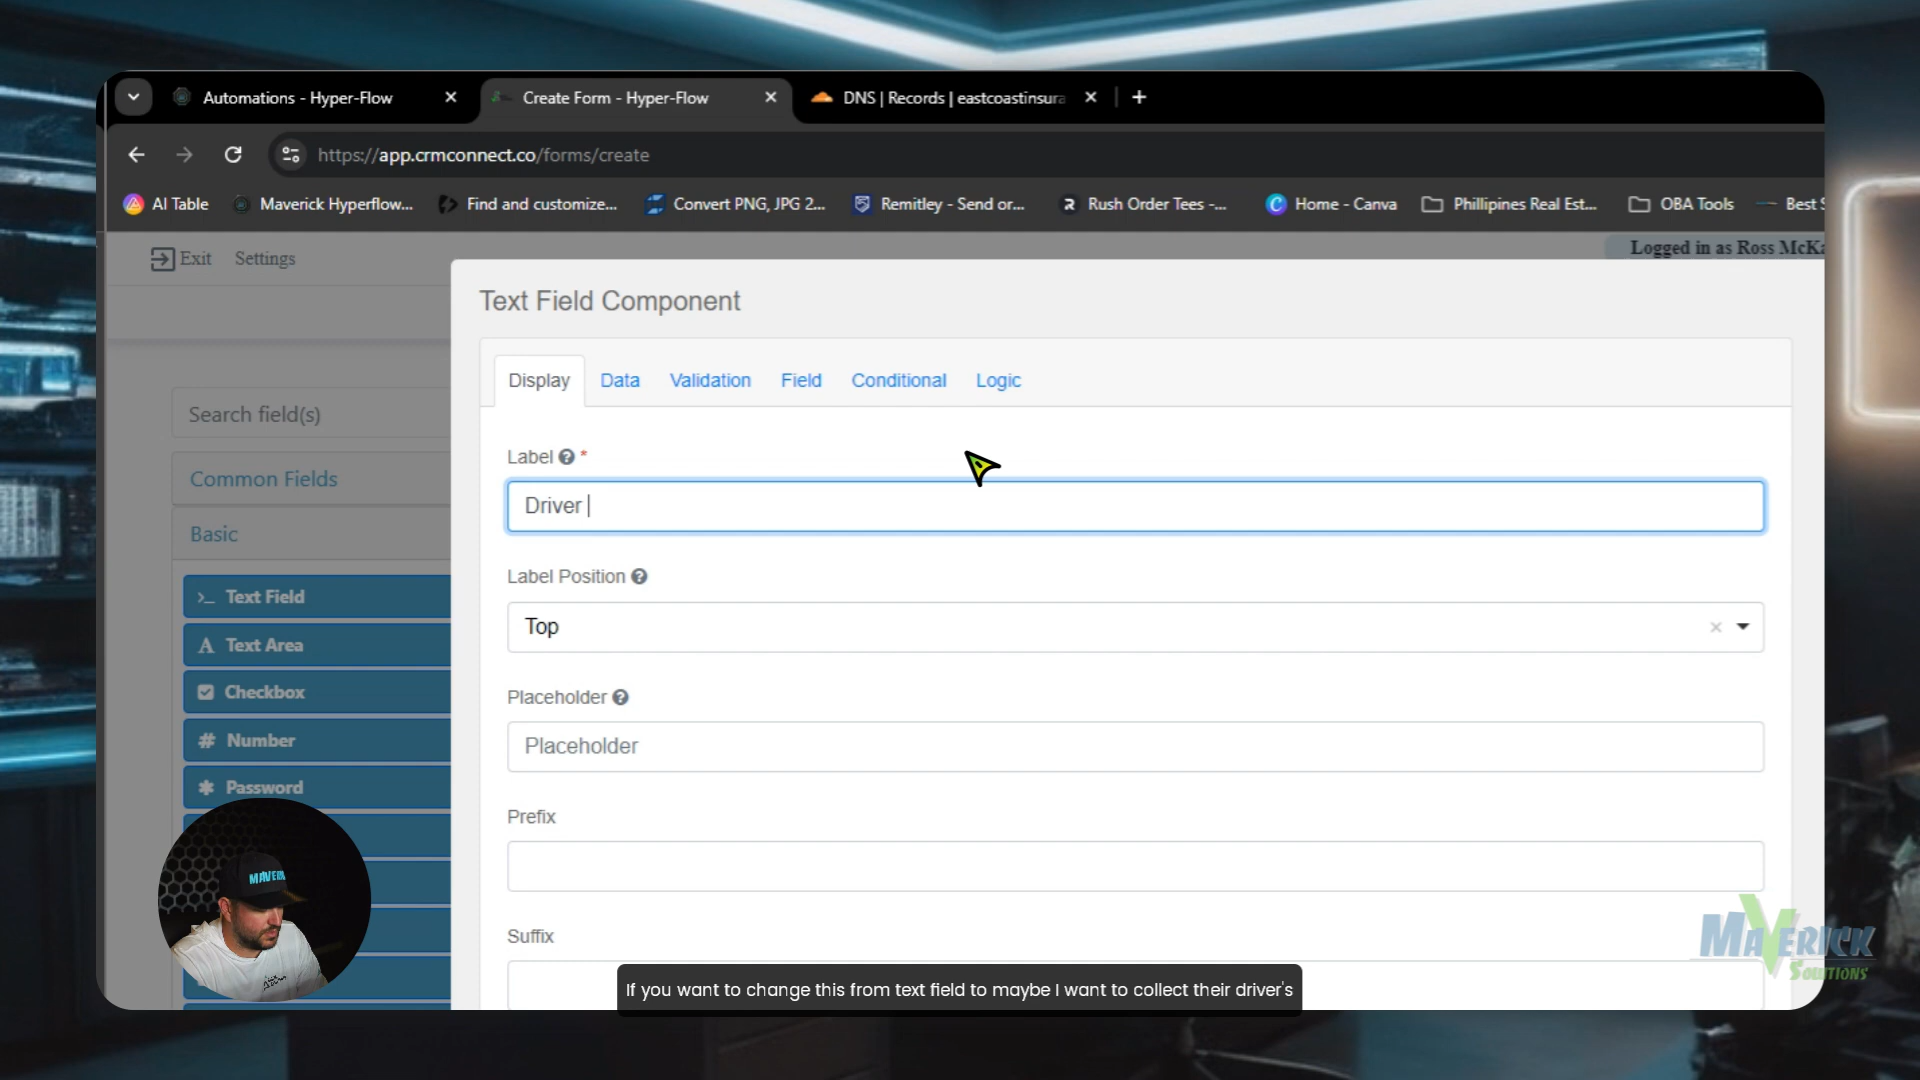 Automations - Hyper-Flow
Create Form - Hyper-Flow
DNS | Records | eastcoastinsura
https://app.crmconnect.co/forms/create
AI Table
Maverick Hyperflow...
Find and customize...
Convert PNG, JPG 2...
Remitley - Send or...
Rush Order Tees -...
Home - Canva
Phillipines Real Est...
OBA Tools
Best S
Exit
Settings
Logged in as Ross McKa
Text Field Component
Display
Data
Validation
Field
Conditional
Logic
Search field(s)
Common Fields
Basic
Text Field
Text Area
Checkbox
Number
Password
Label *
Driver
Label Position
Top
Placeholder
Placeholder
Prefix
Suffix
MAVERICK
SOLUTIONS
If you want to change this from text field to maybe I want to collect their driver's